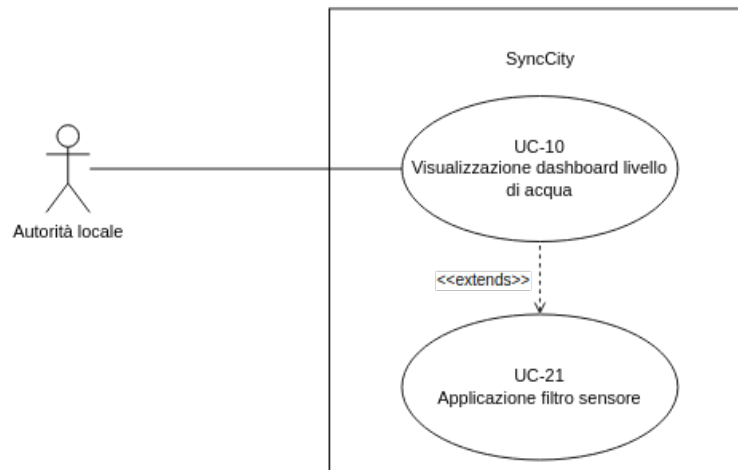 SyncCity
UC-10
Visualizzazione dashboard livello
di acqua
Autorità locale
<<extends>>
UC-21
Applicazione filtro sensore